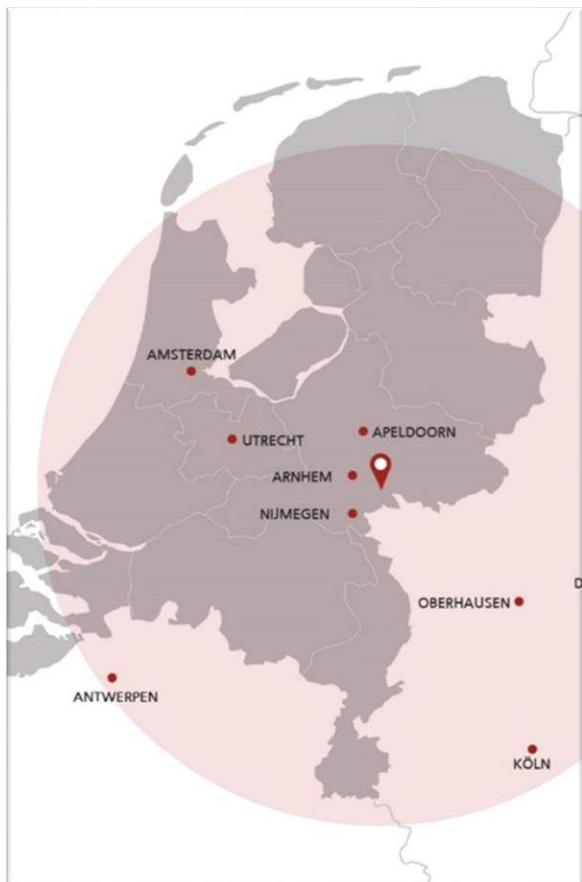 AMSTERDAM
APELDOORN
UTRECHT
ARNHEM
NIJMEGEN
OBERHAUSEN
ANTWERPEN
KÖLN